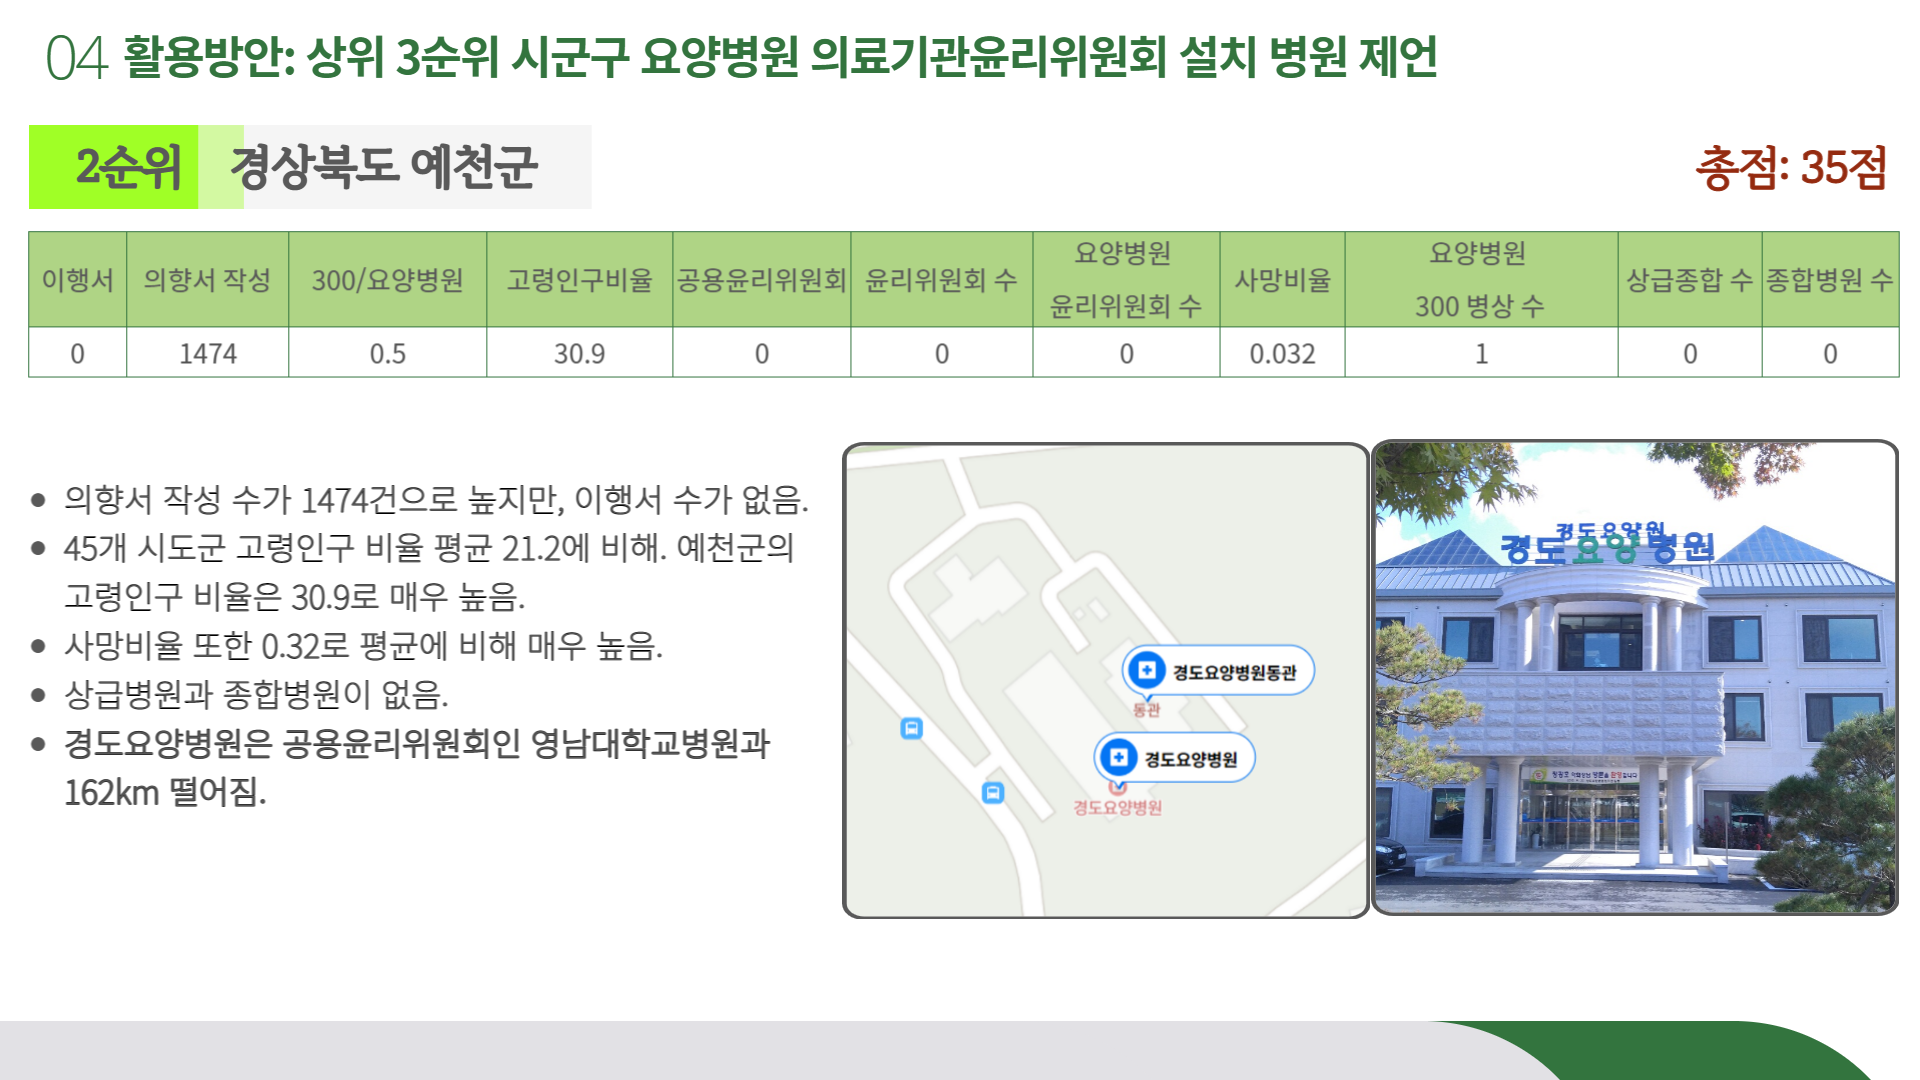 04 활용방안: 상위 3순위 시군구 요양병원 의료기관윤리위원회 설치 병원 제언
2순위 경상북도 예천군
총점: 35점
이행서 의향서 작성 300/요양병원 고령인구비율 공용윤리위원회 윤리위원회 수 요양병원 윤리위원회 수 사망비율 요양병원 300 병상 수 상급종합 수 종합병원 수
0 1474 0.5 30.9 0 0 0 0.032 1 0 0
● 의향서 작성 수가 1474건으로 높지만, 이행서 수가 없음.
● 45개 시도군 고령인구 비율 평균 21.2에 비해. 예천군의
고령인구 비율은 30.9로 매우 높음.
● 사망비율 또한 0.32로 평균에 비해 매우 높음.
● 상급병원과 종합병원이 없음.
● 경도요양병원은 공용윤리위원회인 영남대학교병원과
162km 떨어짐.
경도요양병원동관
동관
경도요양병원
경도요양병원
경도요양병원
경도요양병원